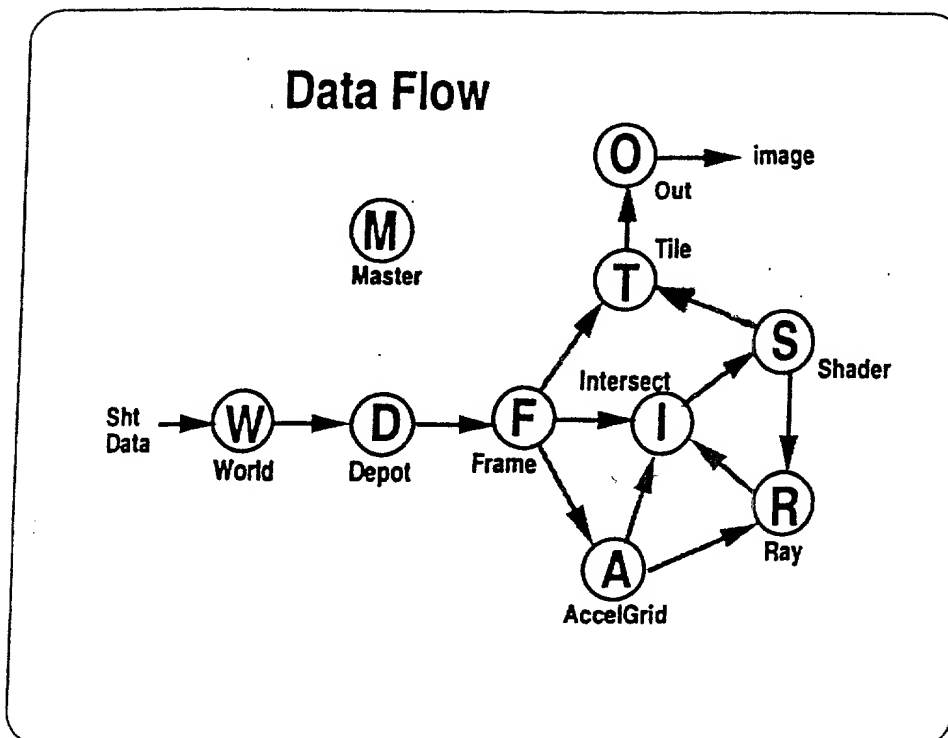 Data Flow
O
image
Out
M
Master
Tile
T
S
Shader
Intersect
Sht
Data
W
World
D
Depot
F
Frame
I
R
Ray
A
AccelGrid